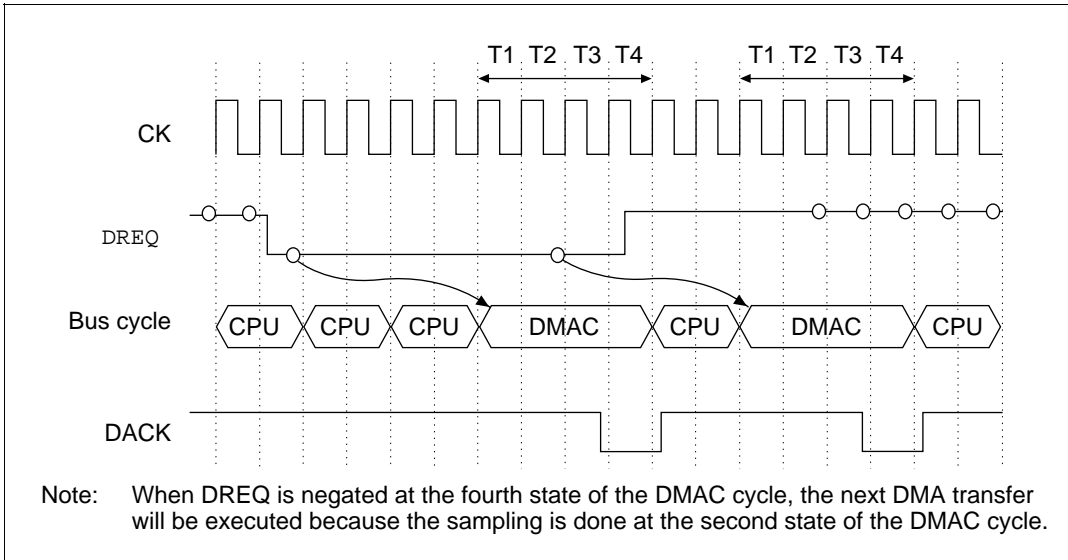 T1 T2 T3 T4 T1 T2 T3 T4
CK
DREQ
Bus cycle CPU CPU CPU DMAC CPU DMAC CPU
DACK
Note: When DREQ is negated at the fourth state of the DMAC cycle, the next DMA transfer
will be executed because the sampling is done at the second state of the DMAC cycle.